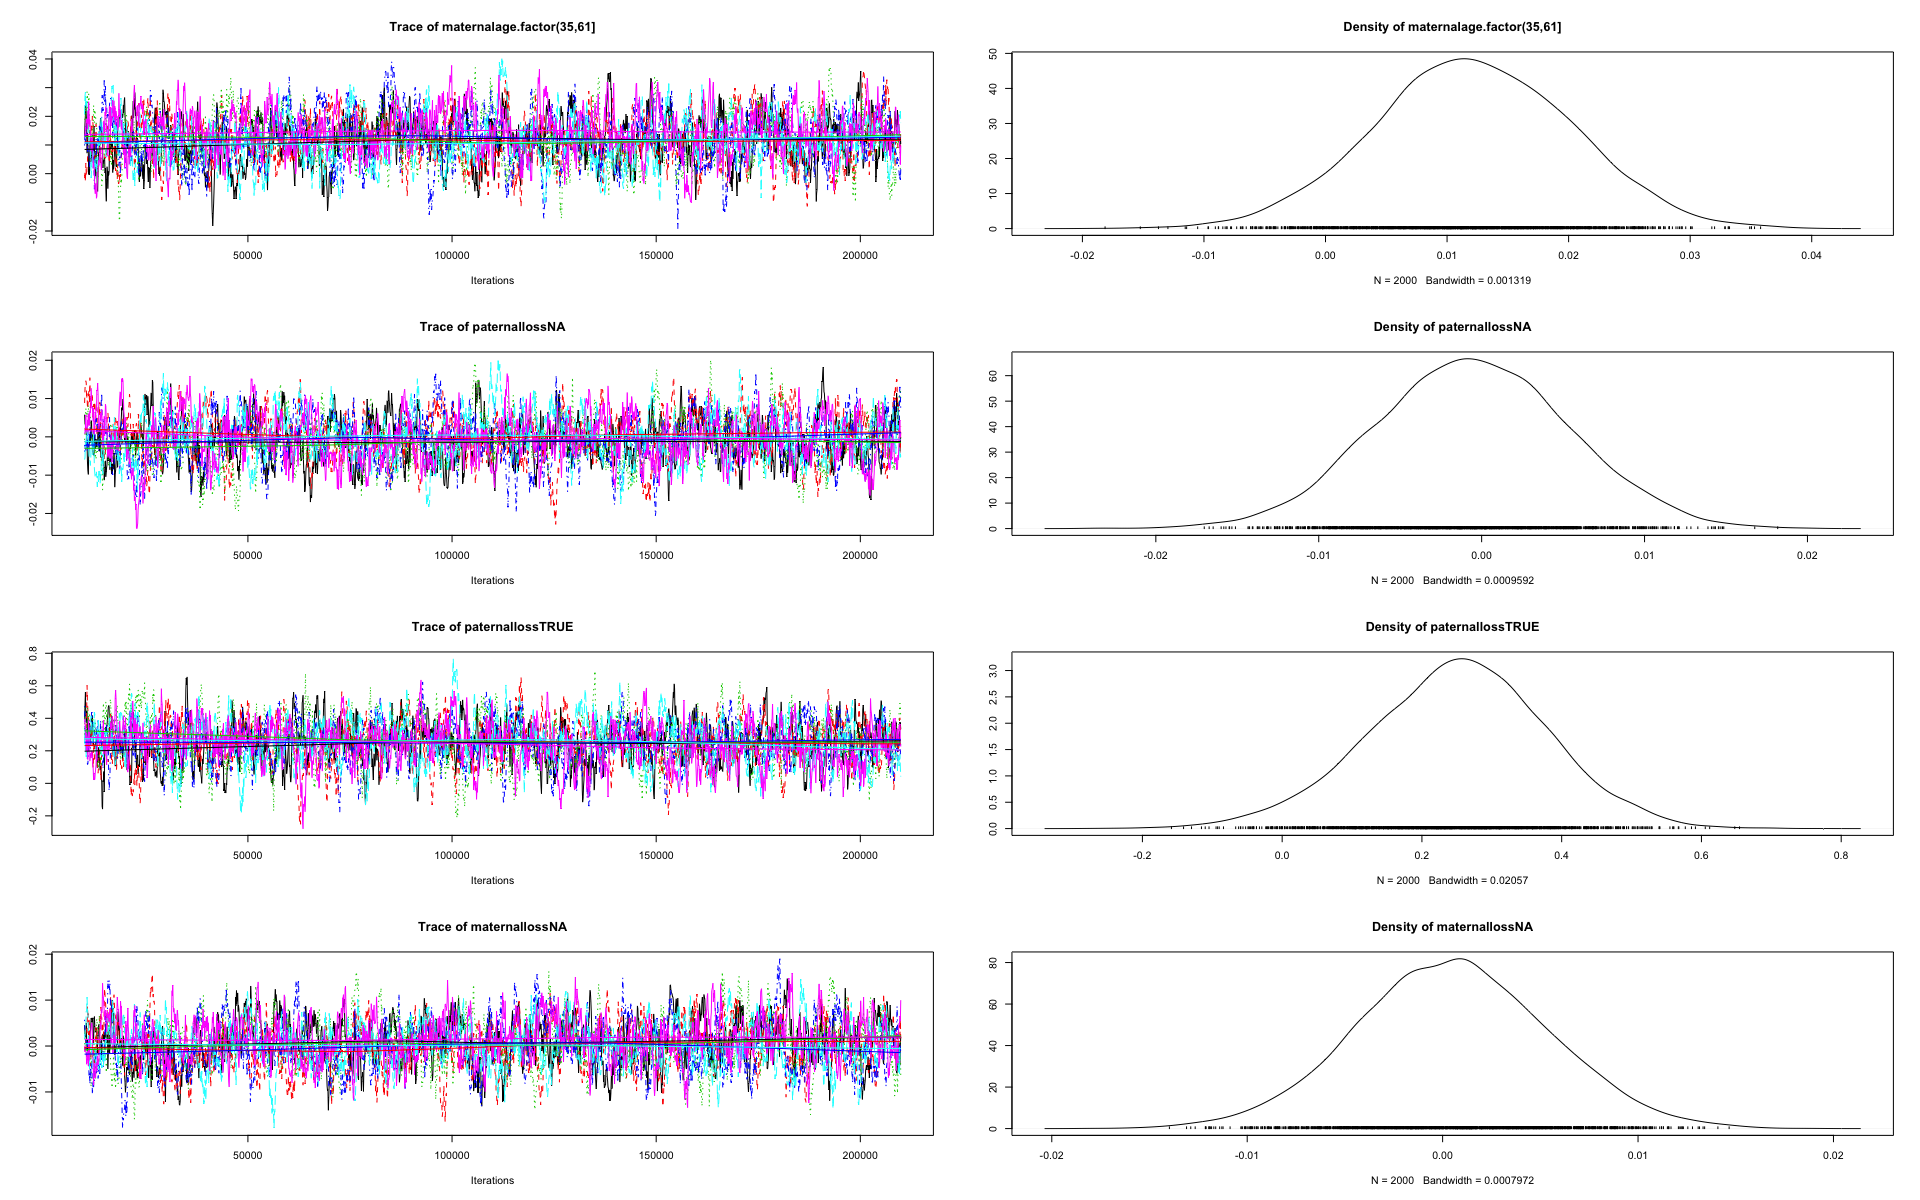 Trace of maternalage.factor(35,61]
-0.02 0.00 0.02 0.04
50000 100000 150000 200000
Iterations
Density of maternalage.factor(35,61]
0 10 20 30 40 50
-0.02 -0.01 0.00 0.01 0.02 0.03 0.04
N = 2000 Bandwidth = 0.001319
Trace of paternallossNA
-0.02 -0.01 0.00 0.01 0.02
50000 100000 150000 200000
Iterations
Density of paternallossNA
0 10 20 30 40 50 60
-0.02 -0.01 0.00 0.01 0.02
N = 2000 Bandwidth = 0.0009592
Trace of paternallossTRUE
-0.2 0.0 0.2 0.4 0.6 0.8
50000 100000 150000 200000
Iterations
Density of paternallossTRUE
0.0 0.5 1.0 1.5 2.0 2.5 3.0
-0.2 0.0 0.2 0.4 0.6 0.8
N = 2000 Bandwidth = 0.02057
Trace of maternallossNA
-0.01 0.00 0.01 0.02
50000 100000 150000 200000
Iterations
Density of maternallossNA
0 20 40 60 80
-0.02 -0.01 0.00 0.01 0.02
N = 2000 Bandwidth = 0.0007972